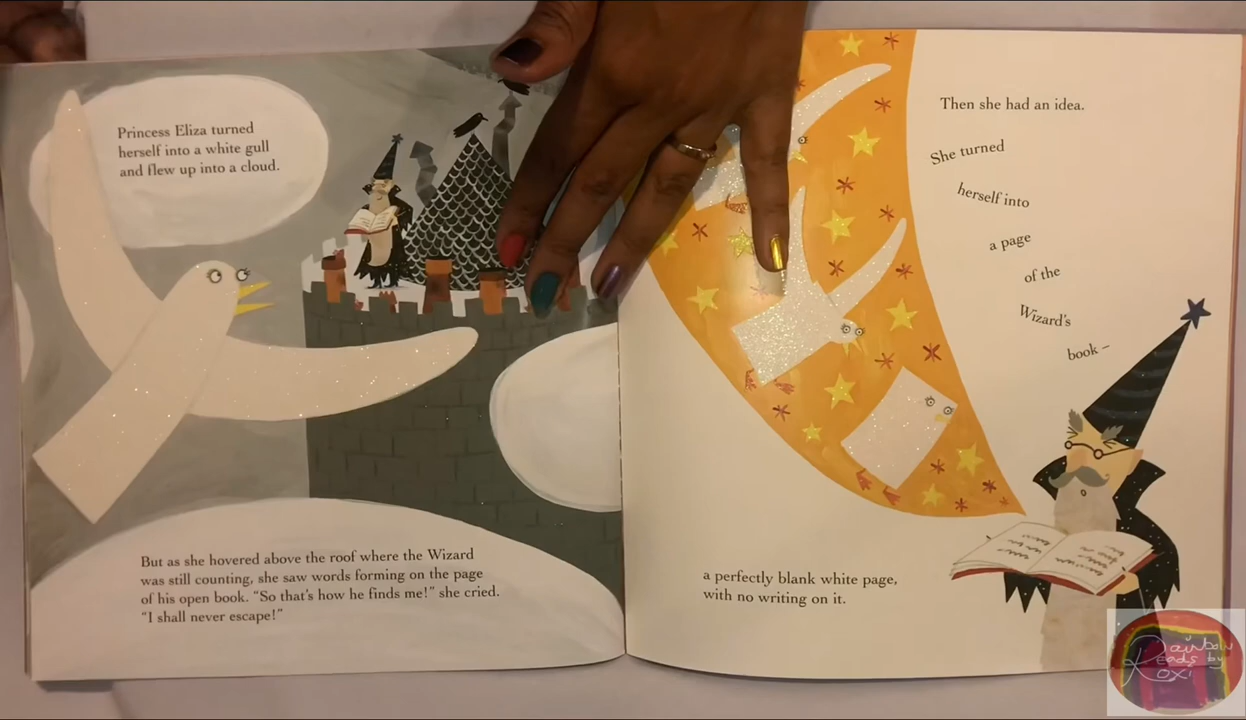 Princess Eliza turned
herself into a white gull
and flew up into a cloud.
But as she hovered above the roof where the Wizard
was still counting, she saw words forming on the page
of his open book. “So that’s how he finds me!” she cried.
“I shall never escape!”
Then she had an idea.
She turned
herself into
a page
of the
Wizard’s
book –
a perfectly blank white page,
with no writing on it.
Rainbow
Reads by
Roxi